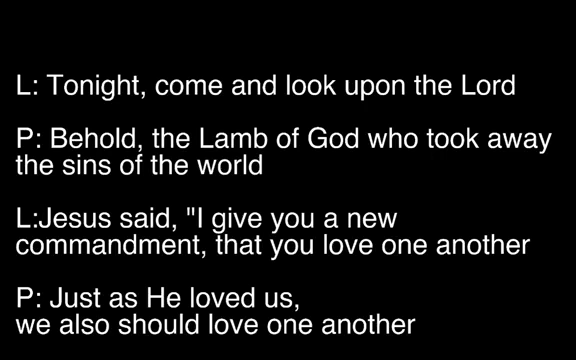 L: Tonight, come and look upon the Lord
P: Behold, the Lamb of God who took away
the sins of the world
L:Jesus said, "I give you a new
commandment, that you love one another
P: Just as He loved us,
we also should love one another